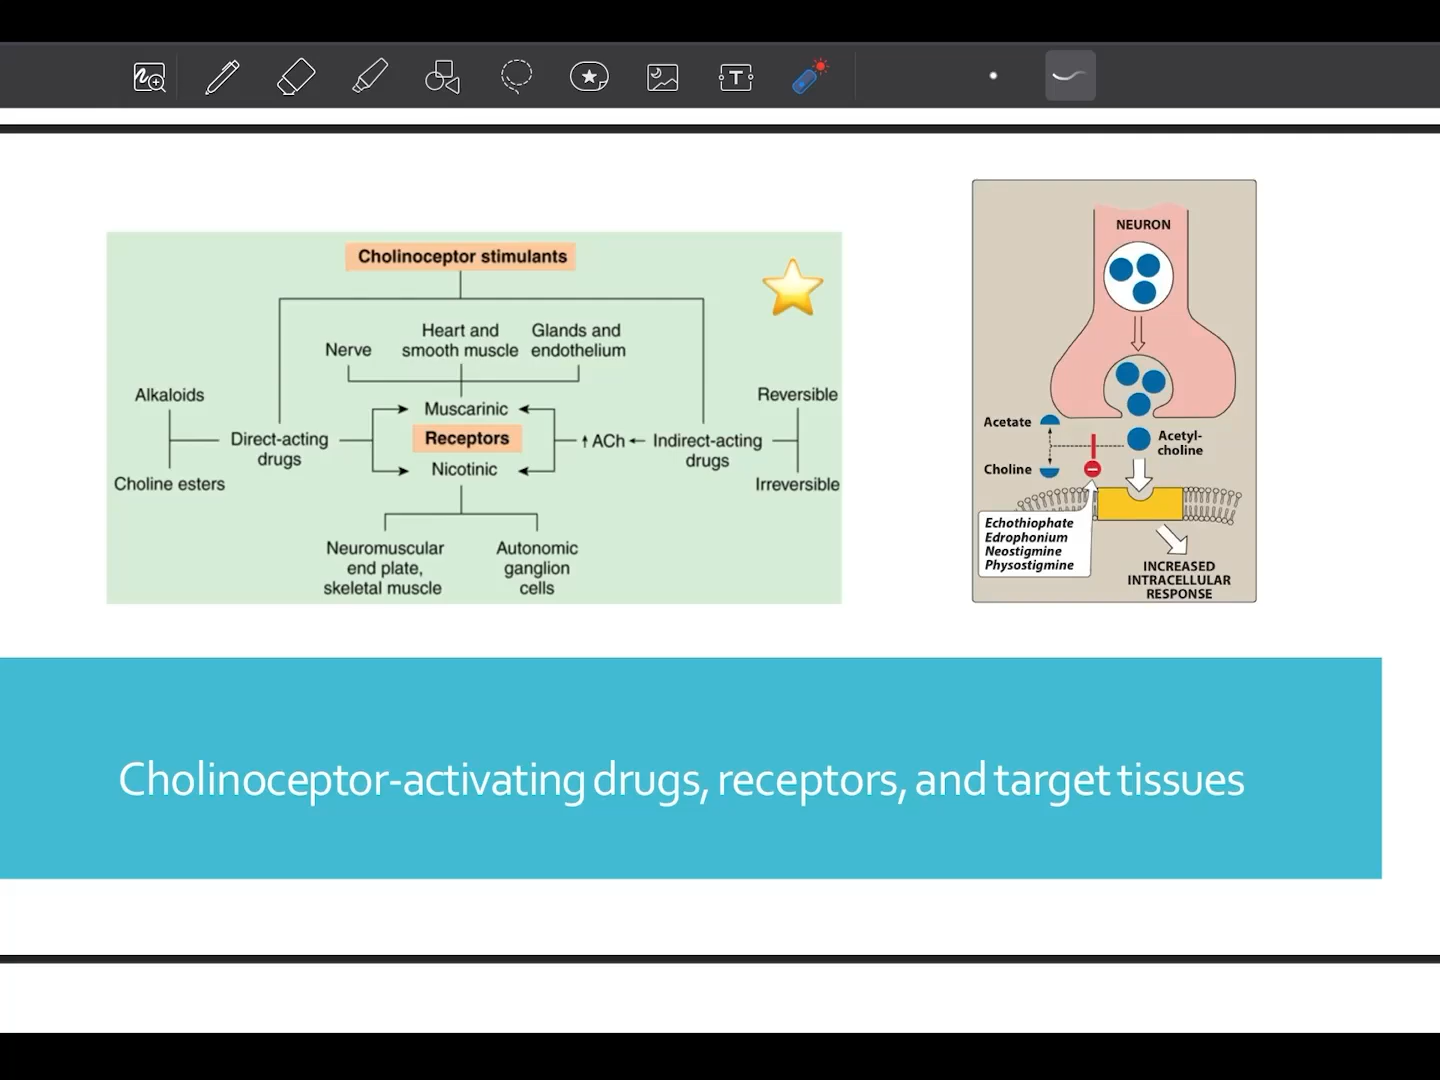 Cholinoceptor stimulants
Nerve
Heart and
smooth muscle
Glands and
endothelium
Alkaloids
Choline esters
Direct-acting
drugs
Muscarinic
Receptors
Nicotinic
↑ ACh
Indirect-acting
drugs
Reversible
Irreversible
Neuromuscular
end plate,
skeletal muscle
Autonomic
ganglion
cells
NEURON
Acetate
Choline
Acetyl-
choline
Echothiophate
Edrophonium
Neostigmine
Physostigmine
INCREASED
INTRACELLULAR
RESPONSE
Cholinoceptor-activating drugs, receptors, and target tissues